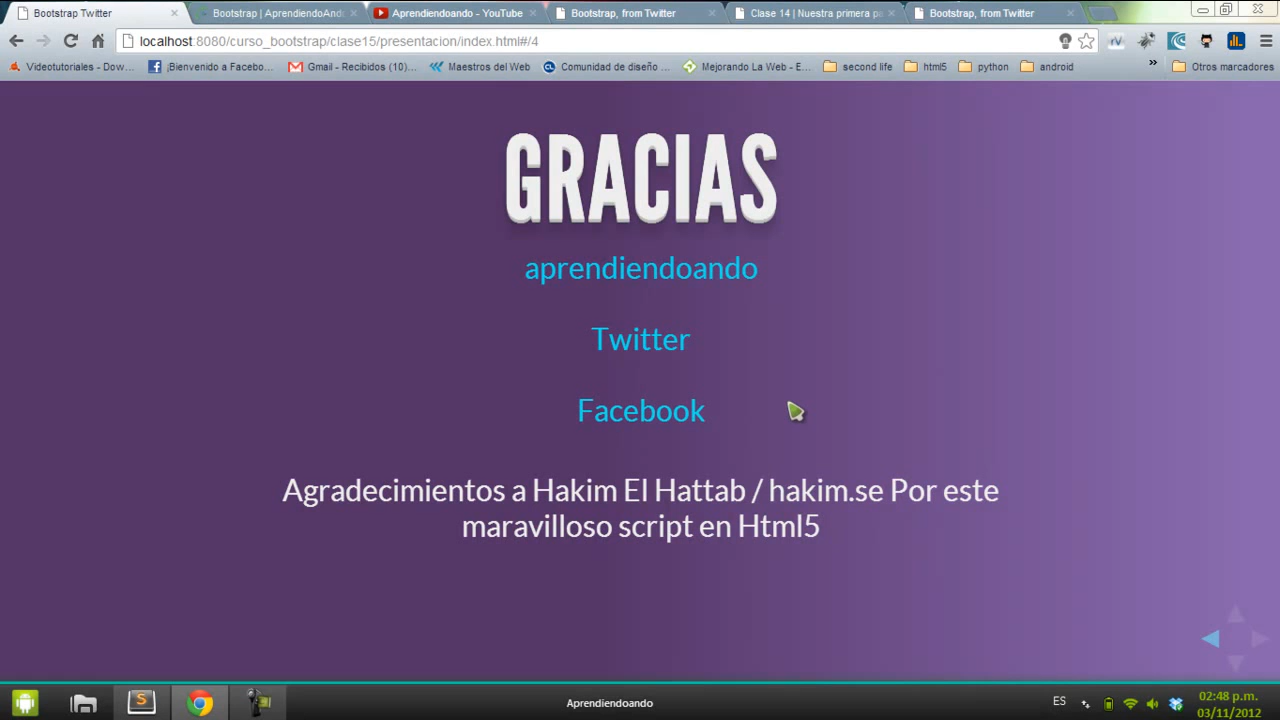 Bootstrap Twitter
Bootstrap | AprendiendoAnd
Aprendiendoando - YouTube
Bootstrap, from Twitter
Clase 14 | Nuestra primera pa
Bootstrap, from Twitter
localhost:8080/curso_bootstrap/clase15/presentacion/index.html#/4
Videotutoriales - Dow...
¡Bienvenido a Facebo...
Gmail - Recibidos (10)...
Maestros del Web
Comunidad de diseño ...
Mejorando La Web - E...
second life
html5
python
android
Otros marcadores
GRACIAS
aprendiendoando
Twitter
Facebook
Agradecimientos a Hakim El Hattab / hakim.se Por este
maravilloso script en Html5
Aprendiendoando
ES
02:48 p.m.
03/11/2012